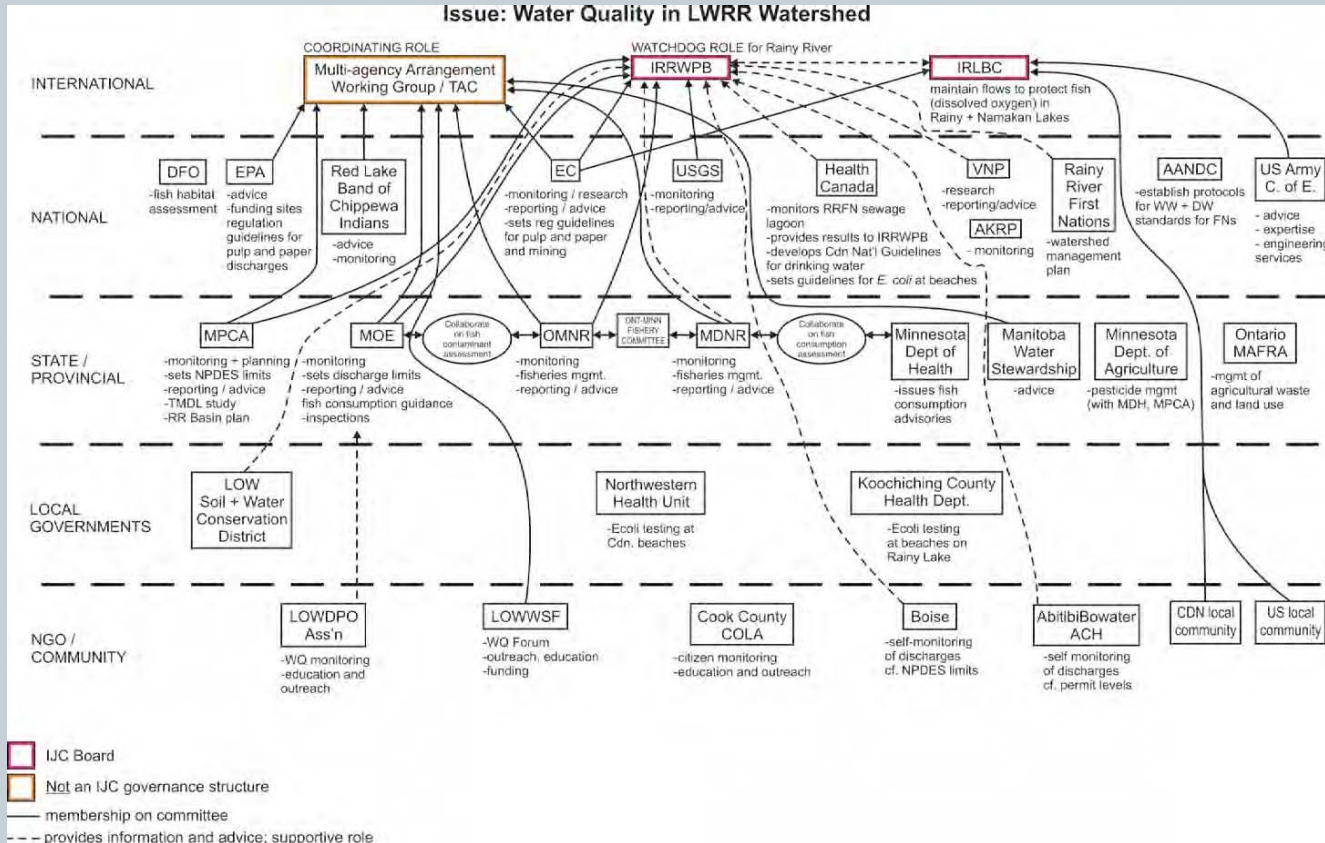 Issue: Water Quality in LWRR Watershed
COORDINATING ROLE
WATCHDOG ROLE for Rainy River
INTERNATIONAL
Multi-agency Arrangement
Working Group / TAC
IRRWPB
IRLBC
maintain flows to protect fish
(dissolved oxygen) in
Rainy + Namakan Lakes
NATIONAL
DFO
-fish habitat
assessment
EPA
-advice
-funding sites
regulation
guidelines for
pulp and paper
discharges
Red Lake
Band of
Chippewa
Indians
-advice
-monitoring
EC
-monitoring / research
-reporting / advice
-sets reg guidelines
for pulp and paper
and mining
USGS
-monitoring
-reporting/advice
Health
Canada
-monitors RRFN sewage
lagoon
-provides results to IRRWPB
-develops Cdn Nat'l Guidelines
for drinking water
-sets guidelines for E. coli at beaches
VNP
-research
-reporting/advice
AKRP
- monitoring
Rainy
River
First
Nations
-watershed
management
plan
AANDC
-establish protocols
for WW + DW
standards for FNs
US Army
C. of E.
- advice
- expertise
- engineering
services
STATE /
PROVINCIAL
MPCA
-monitoring + planning
-sets NPDES limits
-reporting / advice
-TMDL study
-RR Basin plan
MOE
-monitoring
-sets discharge limits
-reporting / advice
fish consumption guidance
-inspections
Collaborate
on fish
contaminant
assessment
OMNR
-monitoring
-fisheries mgmt.
-reporting / advice
ONT-MINN
FISHERY
COMMITTEE
MDNR
-monitoring
-fisheries mgmt.
-reporting / advice
Collaborate
on fish
consumption
assessment
Minnesota
Dept of
Health
-issues fish
consumption
advisories
Manitoba
Water
Stewardship
-advice
Minnesota
Dept. of
Agriculture
-pesticide mgmt
(with MDH, MPCA)
Ontario
MAFRA
-mgmt of
agricultural waste
and land use
LOCAL
GOVERNMENTS
LOW
Soil + Water
Conservation
District
Northwestern
Health Unit
-Ecoli testing at
Cdn. beaches
Koochiching County
Health Dept.
-Ecoli testing
at beaches on
Rainy Lake
NGO /
COMMUNITY
LOWDPO
Ass'n
-WQ monitoring
-education and
outreach
LOWWSF
-WQ Forum
-outreach, education
-funding
Cook County
COLA
-citizen monitoring
-education and outreach
Boise
-self-monitoring
of discharges
cf. NPDES limits
AbitibiBowater
ACH
-self monitoring
of discharges
cf. permit levels
CDN local
community
US local
community
IJC Board
Not an IJC governance structure
membership on committee
provides information and advice; supportive role